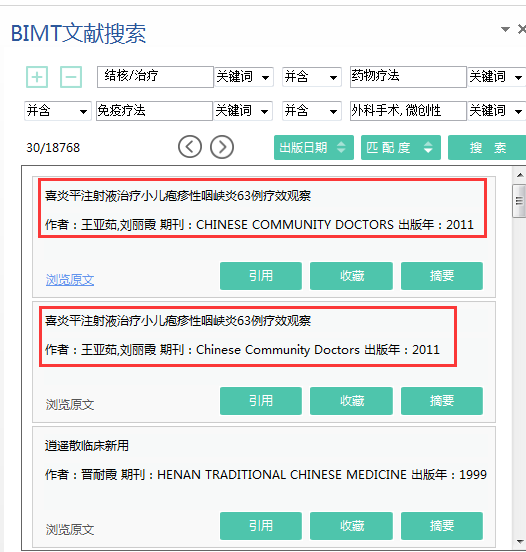 BIMT文献搜索
结核/治疗 关键词 并含 药物疗法 关键词
并含 免疫疗法 关键词 并含 外科手术, 微创性 关键词
30/18768 出版日期 匹配度 搜 索
喜炎平注射液治疗小儿疱疹性咽峡炎63例疗效观察
作者：王亚茹,刘丽霞 期刊：CHINESE COMMUNITY DOCTORS 出版年：2011
浏览原文 引用 收藏 摘要
喜炎平注射液治疗小儿疱疹性咽峡炎63例疗效观察
作者：王亚茹,刘丽霞 期刊：Chinese Community Doctors 出版年：2011
浏览原文 引用 收藏 摘要
逍遥散临床新用
作者：晋耐霞 期刊：HENAN TRADITIONAL CHINESE MEDICINE 出版年：1999
浏览原文 引用 收藏 摘要